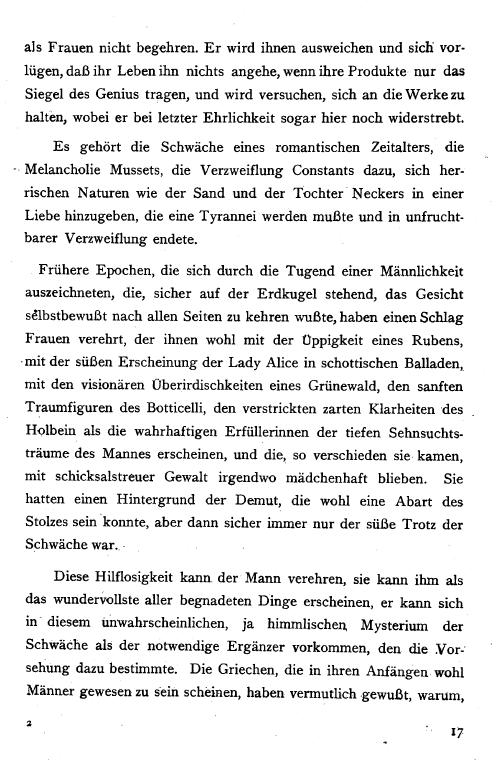 als Frauen nicht begehren. Er wird ihnen ausweichen und sich vor-
lügen, daß ihr Leben ihn nichts angehe, wenn ihre Produkte nur das
Siegel des Genius tragen, und wird versuchen, sich an die Werke zu
halten, wobei er bei letzter Ehrlichkeit sogar hier noch widerstrebt.
Es gehört die Schwäche eines romantischen Zeitalters, die
Melancholie Mussets, die Verzweiflung Constants dazu, sich her-
rischen Naturen wie der Sand und der Tochter Neckers in einer
Liebe hinzugeben, die eine Tyrannei werden mußte und in unfrucht-
barer Verzweiflung endete.
Frühere Epochen, die sich durch die Tugend einer Männlichkeit
auszeichneten, die, sicher auf der Erdkugel stehend, das Gesicht
selbstbewußt nach allen Seiten zu kehren wußte, haben einen Schlag
Frauen verehrt, der ihnen wohl mit der Üppigkeit eines Rubens,
mit der süßen Erscheinung der Lady Alice in schottischen Balladen,
mit den visionären Überirdischkeiten eines Grünewald, den sanften
Traumfiguren des Botticelli, den verstrickten zarten Klarheiten des
Holbein als die wahrhaftigen Erfüllerinnen der tiefen Sehnsuchts-
träume des Mannes erscheinen, und die, so verschieden sie kamen,
mit schicksalstreuer Gewalt irgendwo mädchenhaft blieben. Sie
hatten einen Hintergrund der Demut, die wohl eine Abart des
Stolzes sein konnte, aber dann sicher immer nur der süße Trotz der
Schwäche war.
Diese Hilflosigkeit kann der Mann verehren, sie kann ihm als
das wundervollste aller begnadeten Dinge erscheinen, er kann sich
in diesem unwahrscheinlichen, ja himmlischen Mysterium der
Schwäche als der notwendige Ergänzer vorkommen, den die Vor-
sehung dazu bestimmte. Die Griechen, die in ihren Anfängen wohl
Männer gewesen zu sein scheinen, haben vermutlich gewußt, warum,
2
17